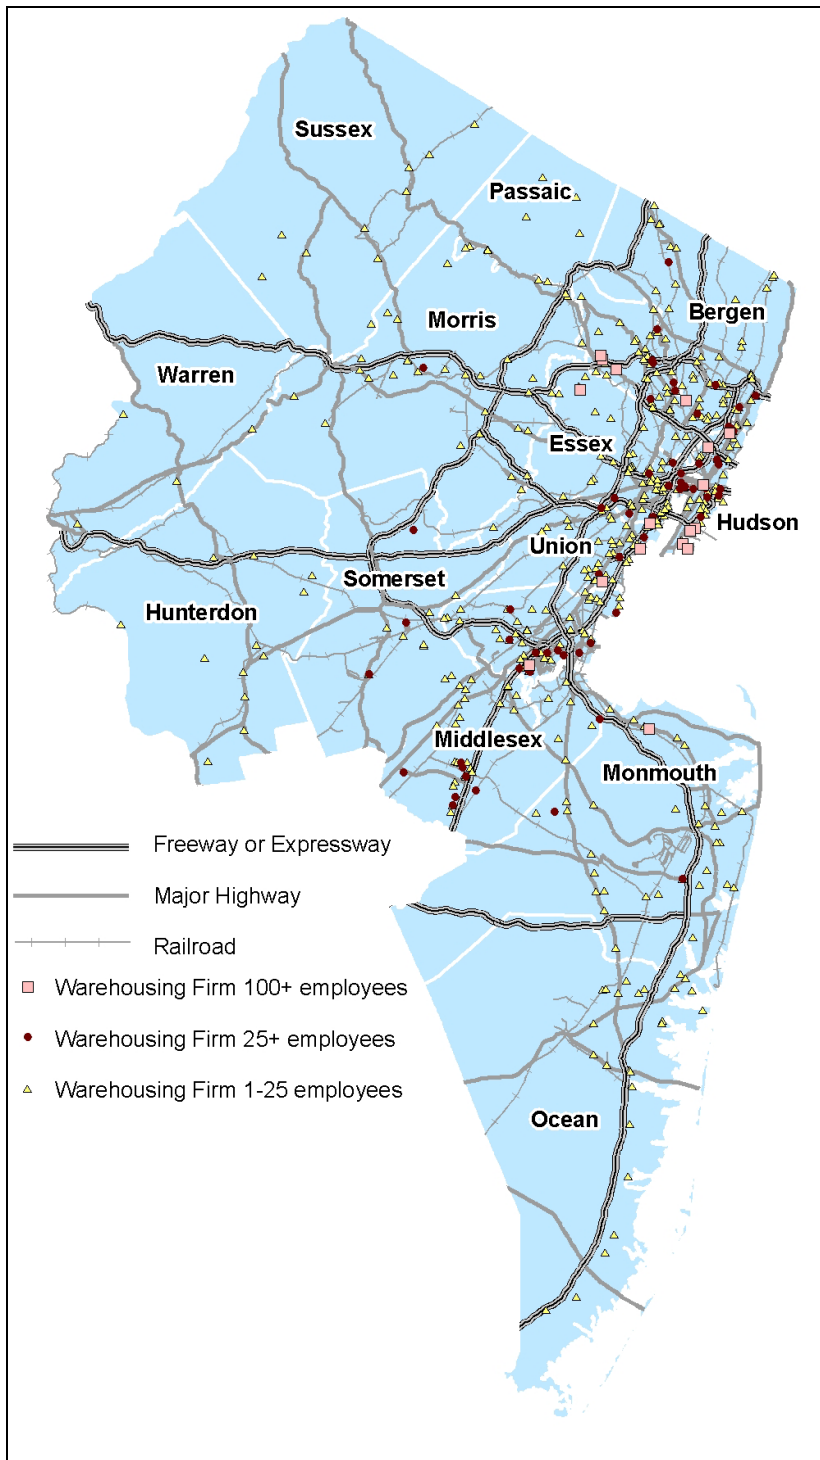 Sussex
Passaic
Bergen
Morris
Warren
Essex
Hudson
Union
Somerset
Hunterdon
Middlesex
Monmouth
Freeway or Expressway
Major Highway
Railroad
Warehousing Firm 100+ employees
Warehousing Firm 25+ employees
Warehousing Firm 1-25 employees
Ocean